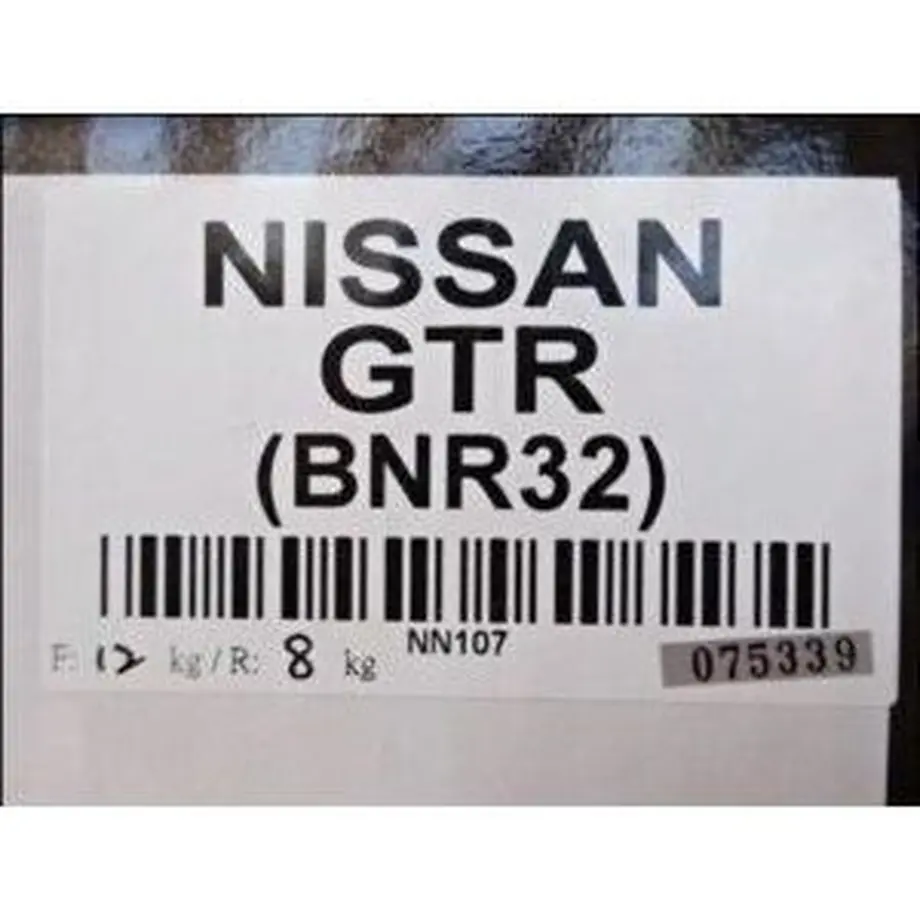 NISSAN
GTR
(BNR32)
NN107
F: 12 kg/R: 8 kg
075339